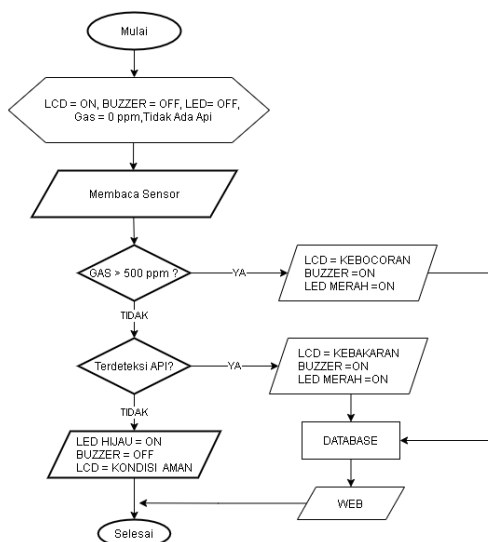 Mulai
LCD = ON, BUZZER = OFF, LED= OFF,
Gas = 0 ppm,Tidak Ada Api
Membaca Sensor
GAS > 500 ppm ?
YA
LCD = KEBOCORAN
BUZZER =ON
LED MERAH =ON
TIDAK
Terdeteksi API?
YA
LCD = KEBAKARAN
BUZZER =ON
LED MERAH =ON
TIDAK
LED HIJAU = ON
BUZZER = OFF
LCD = KONDISI AMAN
DATABASE
WEB
Selesai